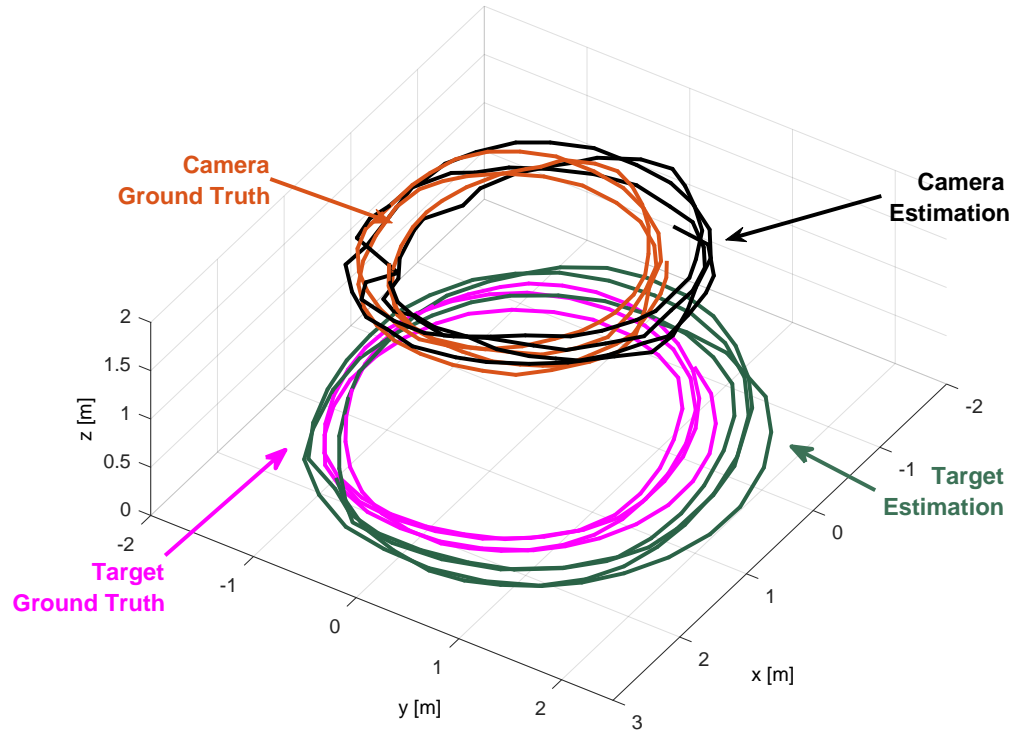 Camera
Ground Truth
Camera
Estimation
2
1.5
1
0.5
0
z [m]
Target
Ground Truth
Target
Estimation
-2
-1
0
1
2
y [m]
-2
-1
0
1
2
3
x [m]